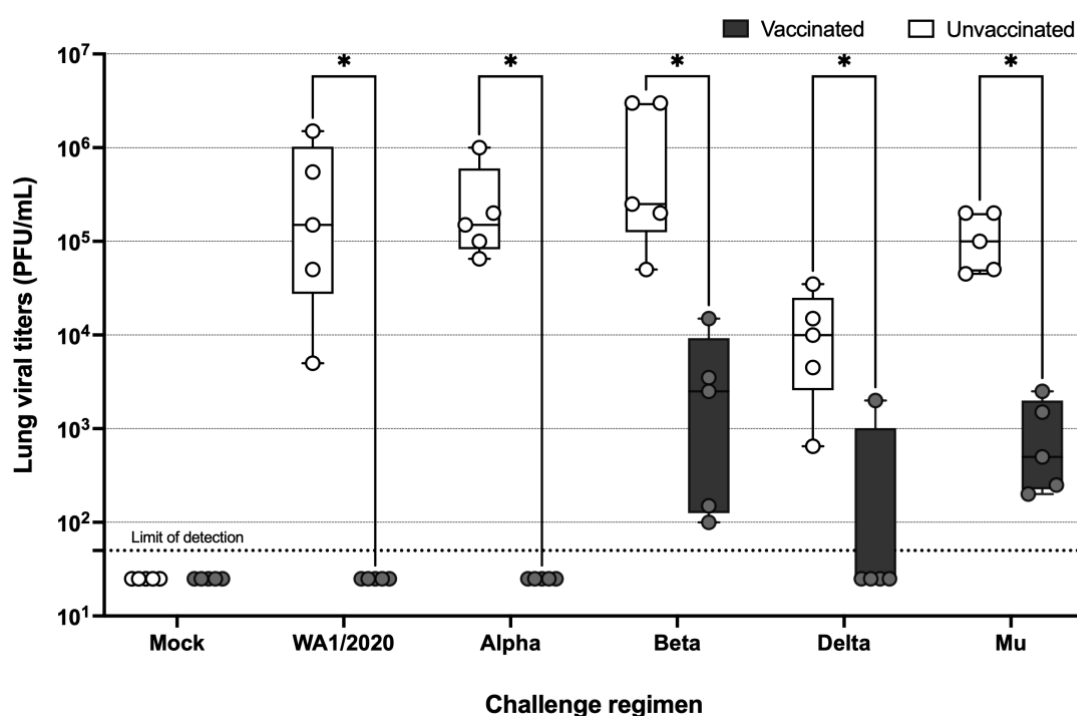 Vaccinated Unvaccinated
10⁷
* * * * *
10⁶
10⁵
10⁴
10³
10²
10¹
Lung viral titers (PFU/mL)
Limit of detection
Mock WA1/2020 Alpha Beta Delta Mu
Challenge regimen